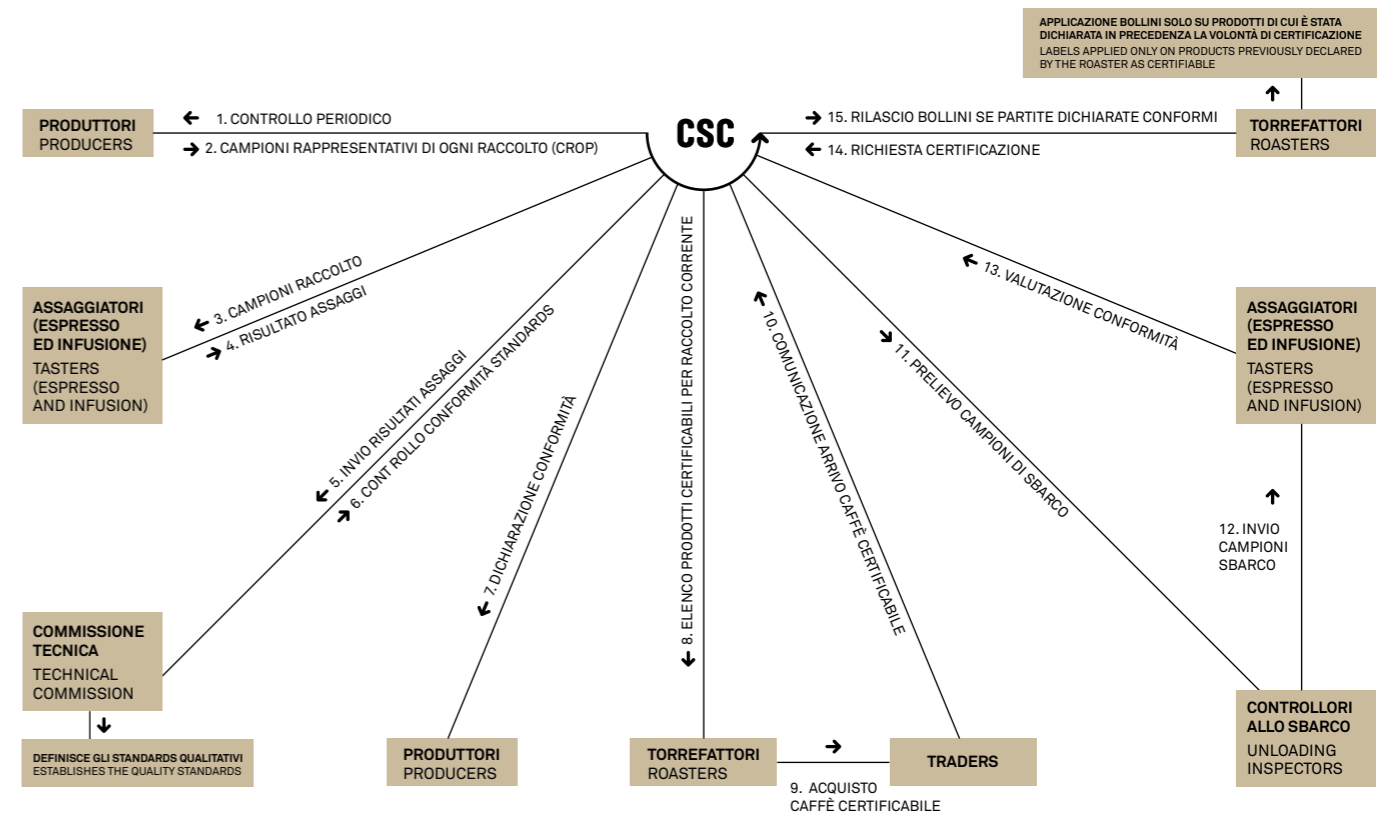 APPLICAZIONE BOLLINI SOLO SU PRODOTTI DI CUI È STATA
DICHIARATA IN PRECEDENZA LA VOLONTÀ DI CERTIFICAZIONE
LABELS APPLIED ONLY ON PRODUCTS PREVIOUSLY DECLARED
BY THE ROASTER AS CERTIFIABLE
PRODUTTORI
PRODUCERS
1. CONTROLLO PERIODICO
2. CAMPIONI RAPPRESENTATIVI DI OGNI RACCOLTO (CROP)
CSC
15. RILASCIO BOLLINI SE PARTITE DICHIARATE CONFORMI
14. RICHIESTA CERTIFICAZIONE
TORREFATTORI
ROASTERS
ASSAGGIATORI
(ESPRESSO
ED INFUSIONE)
TASTERS
(ESPRESSO
AND INFUSION)
3. CAMPIONI RACCOLTO
4. RISULTATO ASSAGGI
5. INVIO RISULTATI ASSAGGI
6. CONT ROLLO CONFORMITÀ STANDARDS
7. DICHIARAZIONE CONFORMITÀ
8. ELENCO PRODOTTI CERTIFICABILI PER RACCOLTO CORRENTE
10. COMUNICAZIONE ARRIVO CAFFÈ CERTIFICABILE
11. PRELIEVO CAMPIONI DI SBARCO
13. VALUTAZIONE CONFORMITÀ
ASSAGGIATORI
(ESPRESSO
ED INFUSIONE)
TASTERS
(ESPRESSO
AND INFUSION)
12. INVIO
CAMPIONI
SBARCO
COMMISSIONE
TECNICA
TECHNICAL
COMMISSION
DEFINISCE GLI STANDARDS QUALITATIVI
ESTABLISHES THE QUALITY STANDARDS
PRODUTTORI
PRODUCERS
TORREFATTORI
ROASTERS
9. ACQUISTO
CAFFÈ CERTIFICABILE
TRADERS
CONTROLLORI
ALLO SBARCO
UNLOADING
INSPECTORS